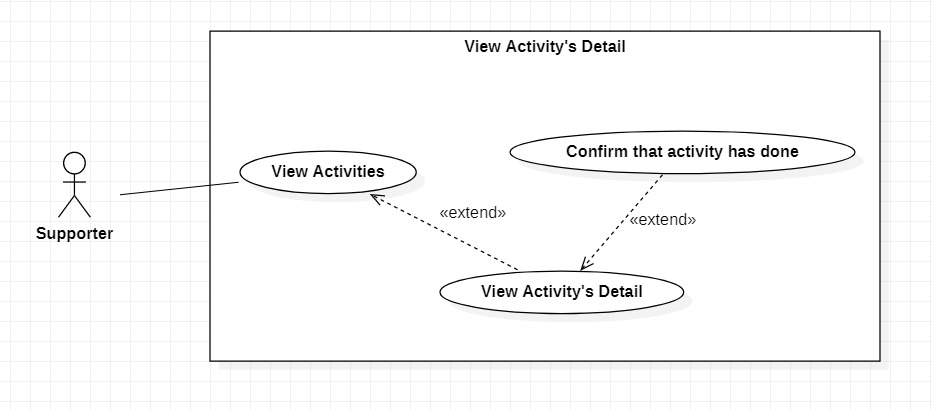 View Activity's Detail
Confirm that activity has done
View Activities
«extend»
«extend»
Supporter
View Activity's Detail